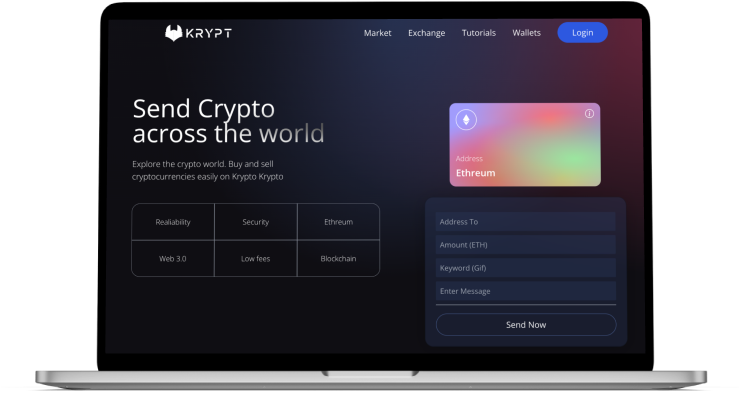 KRYPT
Market Exchange Tutorials Wallets Login
Send Crypto
across the world
Explore the crypto world. Buy and sell
cryptocurrencies easily on Krypto Krypto
Realiability Security Ethreum
Web 3.0 Low fees Blockchain
Address
Ethreum
Address To
Amount (ETH)
Keyword (Gif)
Enter Message
Send Now